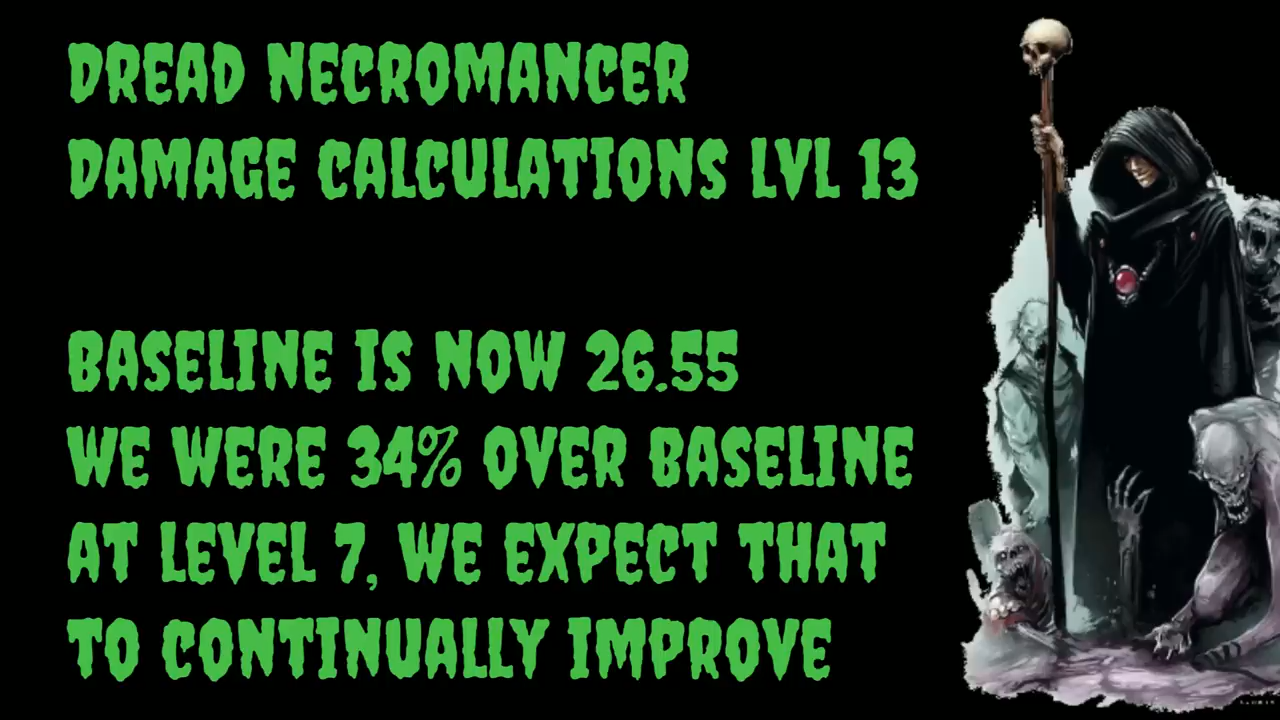 DREAD NECROMANCER
DAMAGE CALCULATIONS LVL 13
BASELINE IS NOW 26.55
WE WERE 34% OVER BASELINE
AT LEVEL 7, WE EXPECT THAT
TO CONTINUALLY IMPROVE